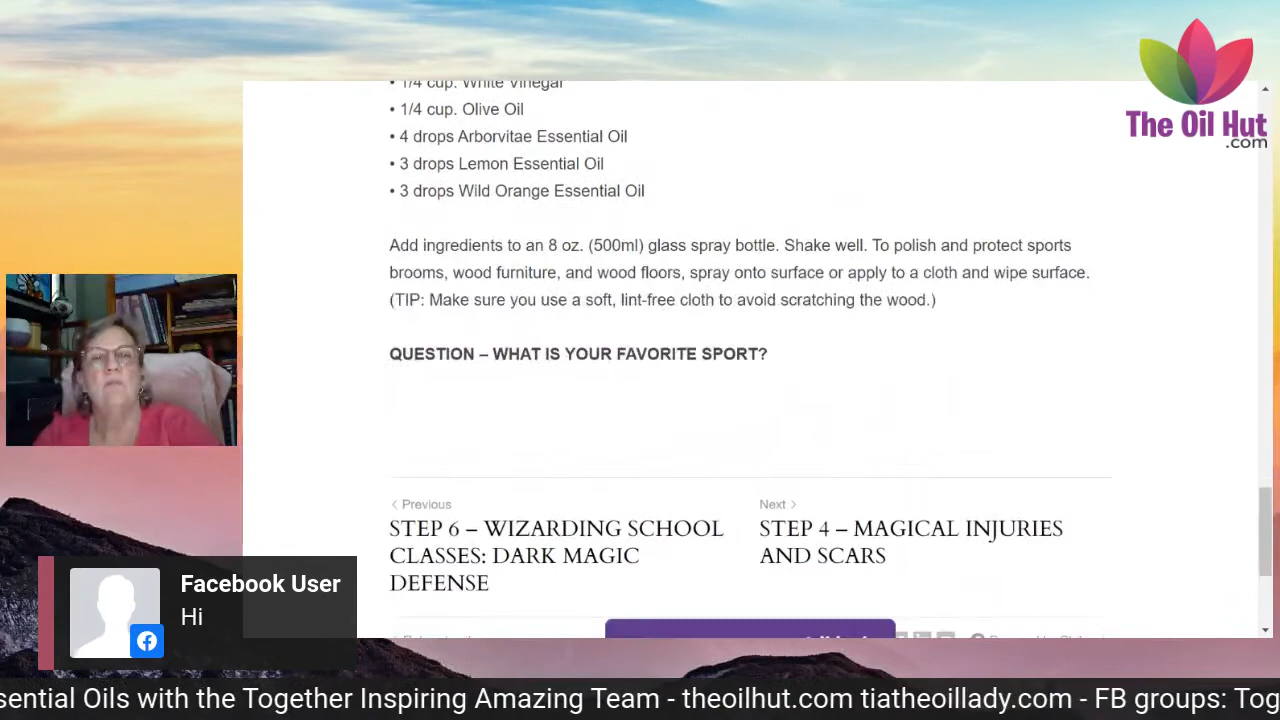 • 1/4 cup. White Vinegar
• 1/4 cup. Olive Oil
• 4 drops Arborvitae Essential Oil
• 3 drops Lemon Essential Oil
• 3 drops Wild Orange Essential Oil
Add ingredients to an 8 oz. (500ml) glass spray bottle. Shake well. To polish and protect sports
brooms, wood furniture, and wood floors, spray onto surface or apply to a cloth and wipe surface.
(TIP: Make sure you use a soft, lint-free cloth to avoid scratching the wood.)
QUESTION – WHAT IS YOUR FAVORITE SPORT?
< Previous
STEP 6 – WIZARDING SCHOOL
CLASSES: DARK MAGIC
DEFENSE
Next >
STEP 4 – MAGICAL INJURIES
AND SCARS
The Oil Hut
.com
Facebook User
Hi
sential Oils with the Together Inspiring Amazing Team - theoilhut.com tiatheoillady.com - FB groups: Tog